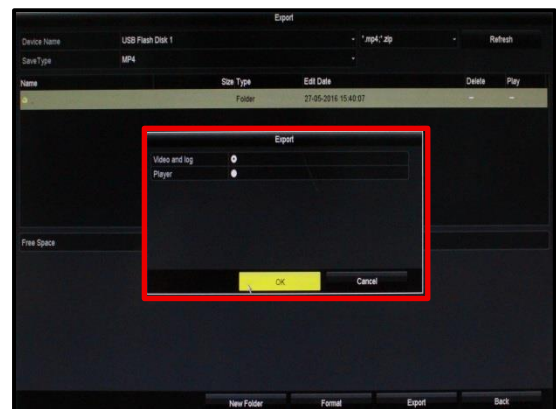 Export
Device Name USB Flash Disk 1 *.mp4;*.zip Refresh
SaveType MP4
Name Size Type Edit Date Delete Play
Folder 27-05-2016 15:40:07
Export
Video and log
Player
OK Cancel
Free Space
New Folder Format Export Back